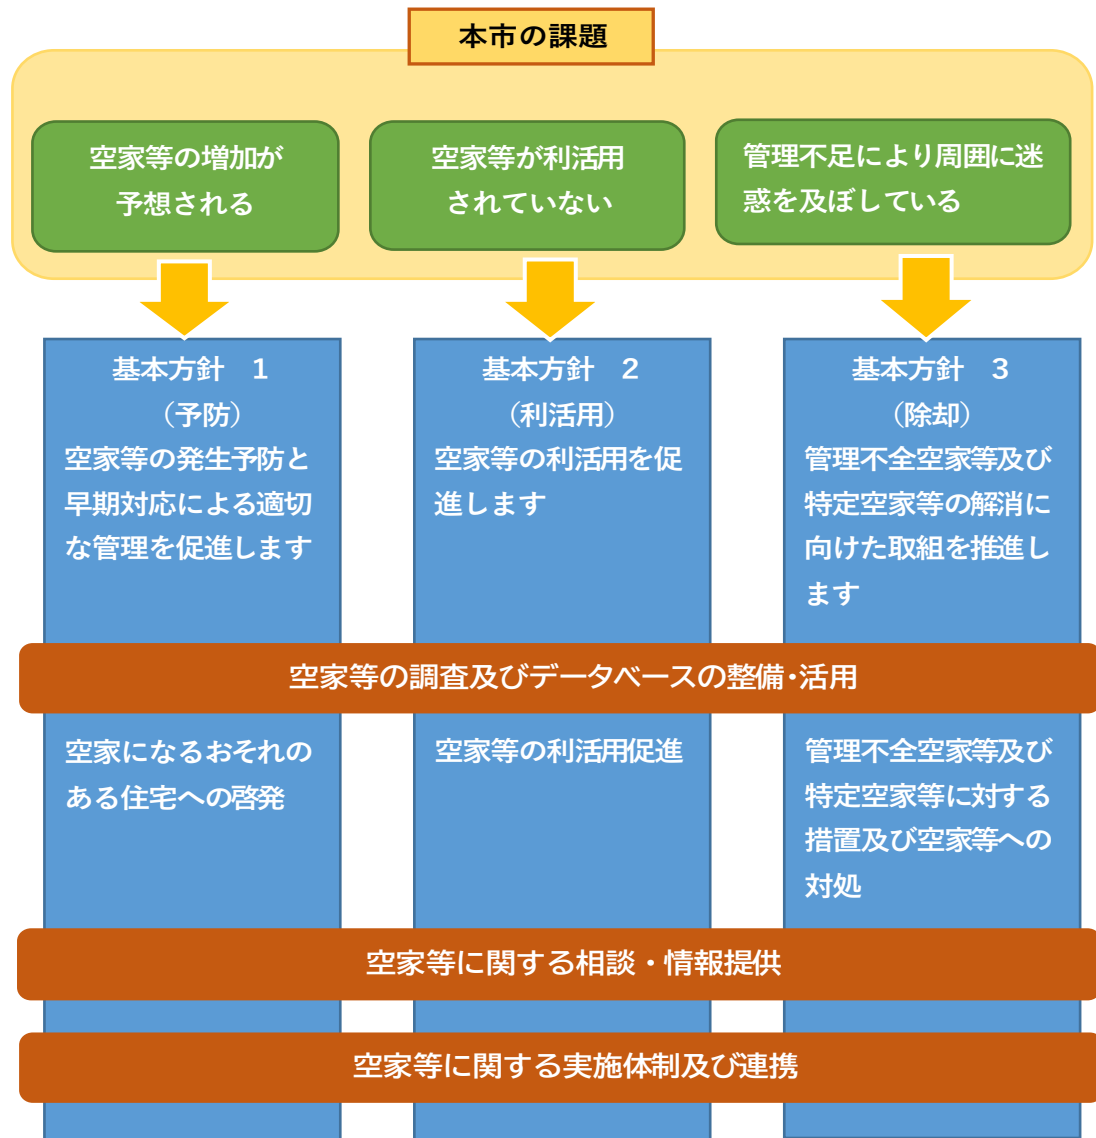 本市の課題
空家等の増加が
予想される
空家等が利活用
されていない
管理不足により周囲に迷
惑を及ぼしている
基本方針　1
（予防）
空家等の発生予防と
早期対応による適切
な管理を促進します
基本方針　2
（利活用）
空家等の利活用を促
進します
基本方針　3
（除却）
管理不全空家等及び
特定空家等の解消に
向けた取組を推進し
ます
空家等の調査及びデータベースの整備・活用
空家になるおそれの
ある住宅への啓発
空家等の利活用促進
管理不全空家等及び
特定空家等に対する
措置及び空家等への
対処
空家等に関する相談・情報提供
空家等に関する実施体制及び連携